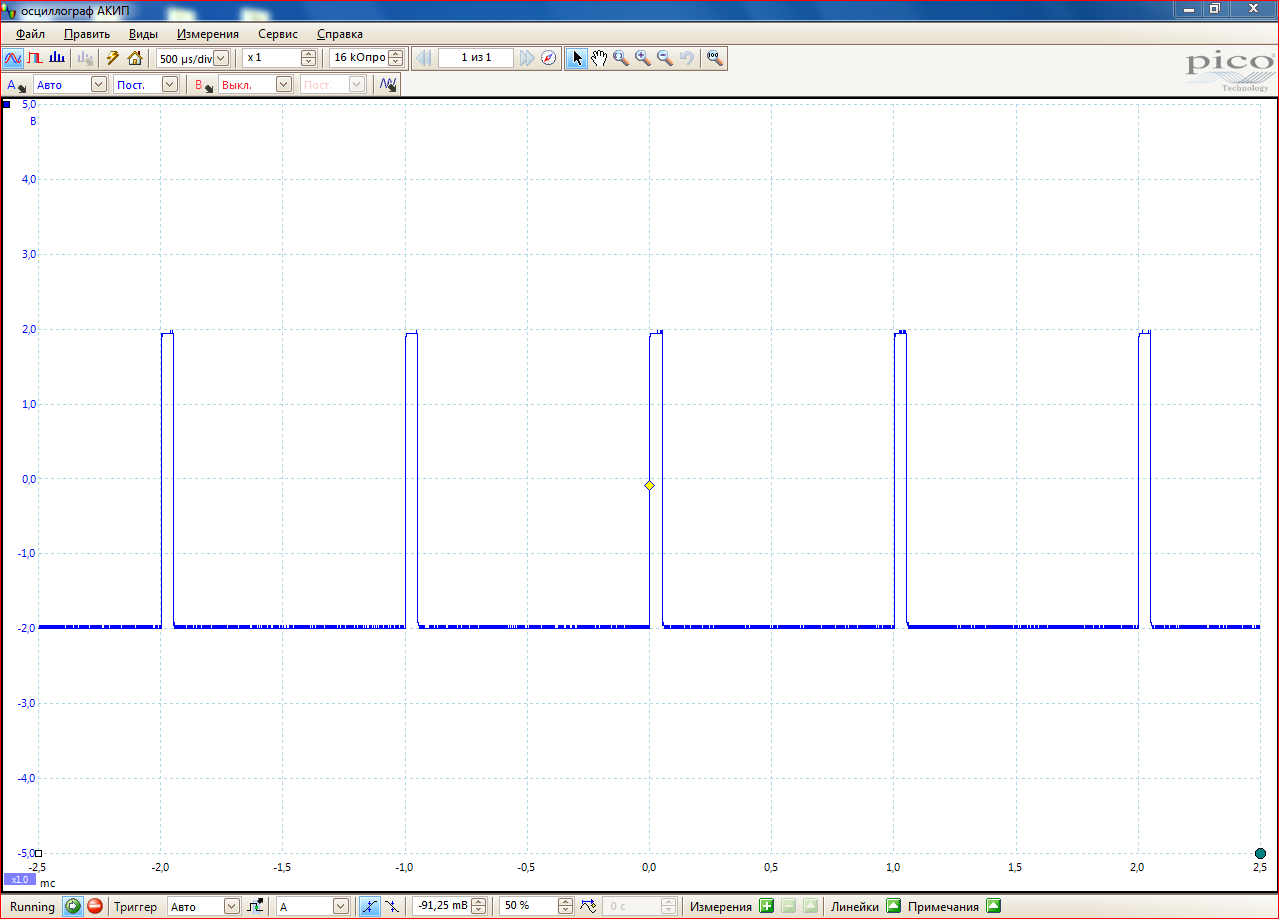 осциллограф АКИП
Файл Править Виды Измерения Сервис Справка
500 µs/div x 1 16 kОпро 1 из 1
pico
Technology
A Авто Пост. B Выкл. Пост.
5,0
В
4,0
3,0
2,0
1,0
0,0
-1,0
-2,0
-3,0
-4,0
-5,0
-2,5 -2,0 -1,5 -1,0 -0,5 0,0 0,5 1,0 1,5 2,0 2,5
x1,0 мс
Running Триггер Авто A -91,25 mВ 50 % 0 с Измерения Линейки Примечания